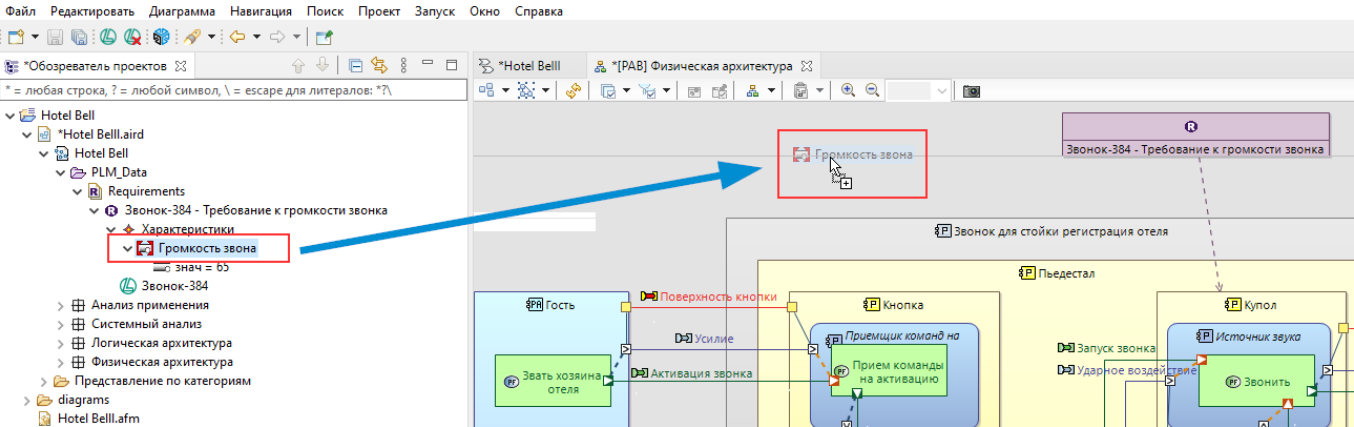 Файл Редактировать Диаграмма Навигация Поиск Проект Запуск Окно Справка
*Обозреватель проектов
* = любая строка, ? = любой символ, \ = escape для литералов: *?\
Hotel Bell
*Hotel Belll.aird
Hotel Bell
PLM_Data
Requirements
Звонок-384 - Требование к громкости звонка
Характеристики
Громкость звона
знач = 65
Звонок-384
Анализ применения
Системный анализ
Логическая архитектура
Физическая архитектура
Представление по категориям
diagrams
Hotel Belll.afm
*Hotel Belll
*[PAB] Физическая архитектура
Громкость звона
R
Звонок-384 - Требование к громкости звонка
P Звонок для стойки регистрация отеля
P Пьедестал
PA Гость
Поверхность кнопки
P Кнопка
P Купол
Усилие
P Приемщик команд на
P Источник звука
Запуск звонка
PF Звать хозяина
отеля
Активация звонка
PF Прием команды
на активацию
Ударное воздействие
PF Звонить